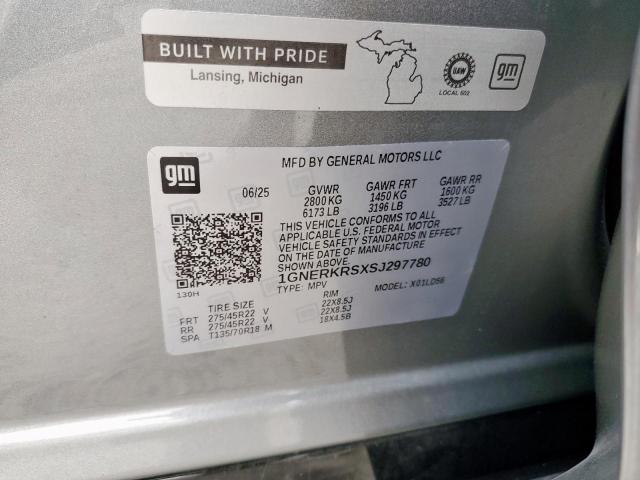 BUILT WITH PRIDE
Lansing, Michigan
UAW
LOCAL 602
gm
gm
MFD BY GENERAL MOTORS LLC
06/25 GVWR GAWR FRT GAWR RR
2800 KG 1450 KG 1600 KG
6173 LB 3196 LB 3527 LB
THIS VEHICLE CONFORMS TO ALL
APPLICABLE U.S. FEDERAL MOTOR
VEHICLE SAFETY STANDARDS IN EFFECT
ON THE DATE OF MANUFACTURE
SHOWN ABOVE.
1GNERKRSXSJ297780
TYPE: MPV MODEL: X01LD56
130H
TIRE SIZE RIM
FRT 275/45R22 V 22X8.5J
RR 275/45R22 V 22X8.5J
SPA T135/70R18 M 18X4.5B